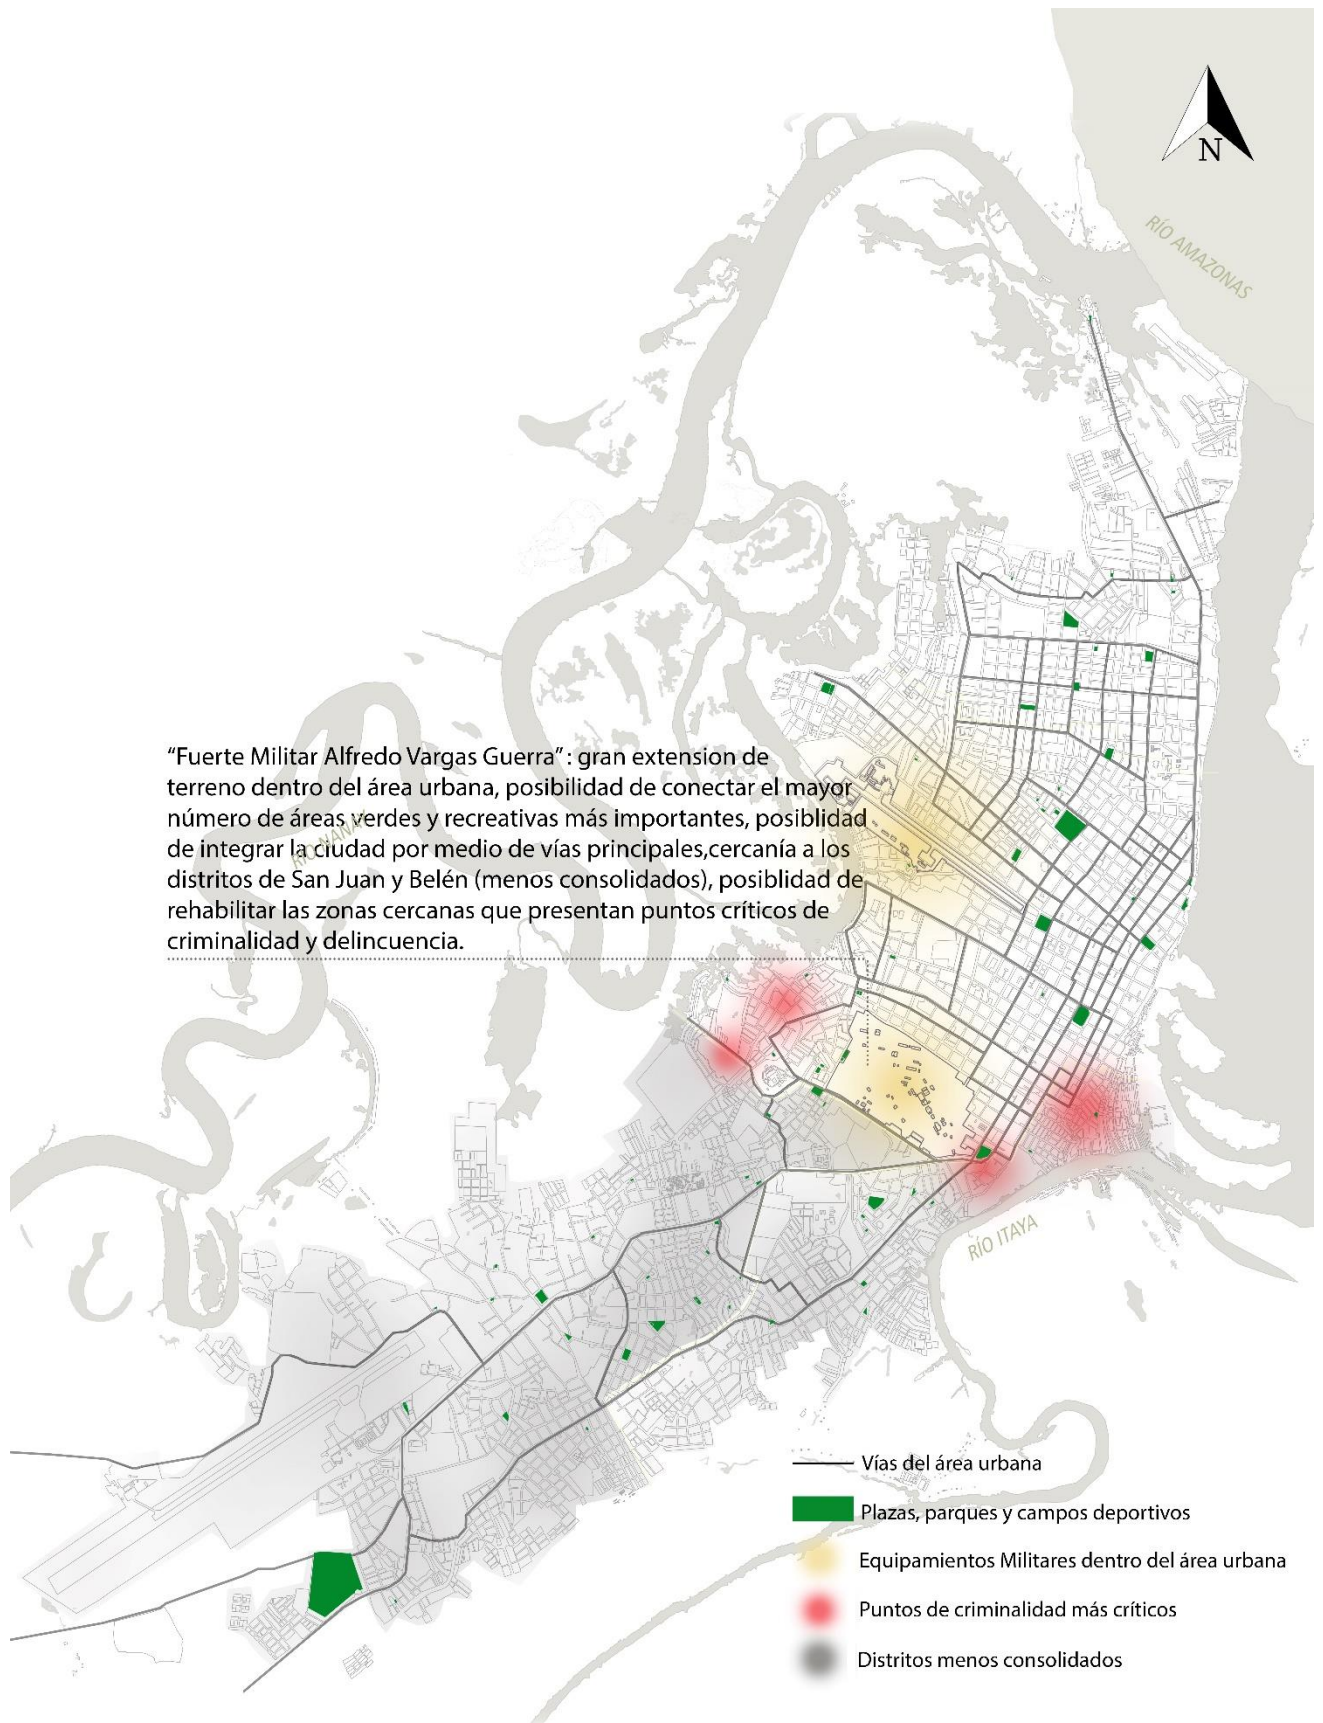 N
RÍO AMAZONAS
“Fuerte Militar Alfredo Vargas Guerra” : gran extension de
terreno dentro del área urbana, posibilidad de conectar el mayor
número de áreas verdes y recreativas más importantes, posiblidad
de integrar la ciudad por medio de vías principales,cercanía a los
distritos de San Juan y Belén (menos consolidados), posiblidad de
rehabilitar las zonas cercanas que presentan puntos críticos de
criminalidad y delincuencia.
RÍO NANAY
RÍO ITAYA
Vías del área urbana
Plazas, parques y campos deportivos
Equipamientos Militares dentro del área urbana
Puntos de criminalidad más críticos
Distritos menos consolidados